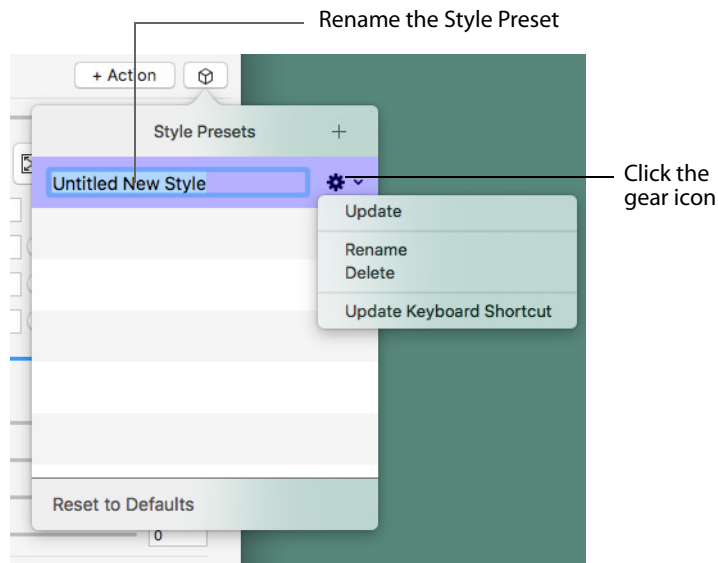 Rename the Style Preset
+ Action
Style Presets +
Untitled New Style
Click the
gear icon
Update
Rename
Delete
Update Keyboard Shortcut
Reset to Defaults
0